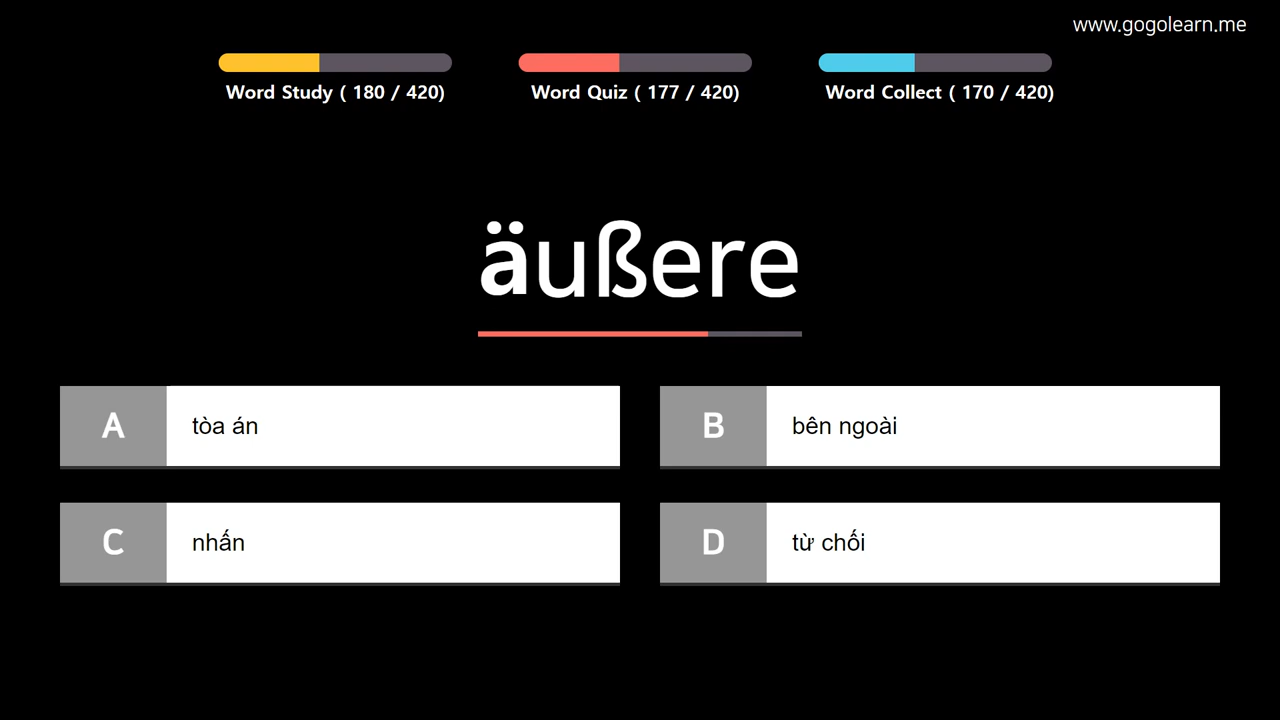 www.gogolearn.me
Word Study ( 180 / 420)
Word Quiz ( 177 / 420)
Word Collect ( 170 / 420)
äußere
A
tòa án
B
bên ngoài
C
nhấn
D
từ chối